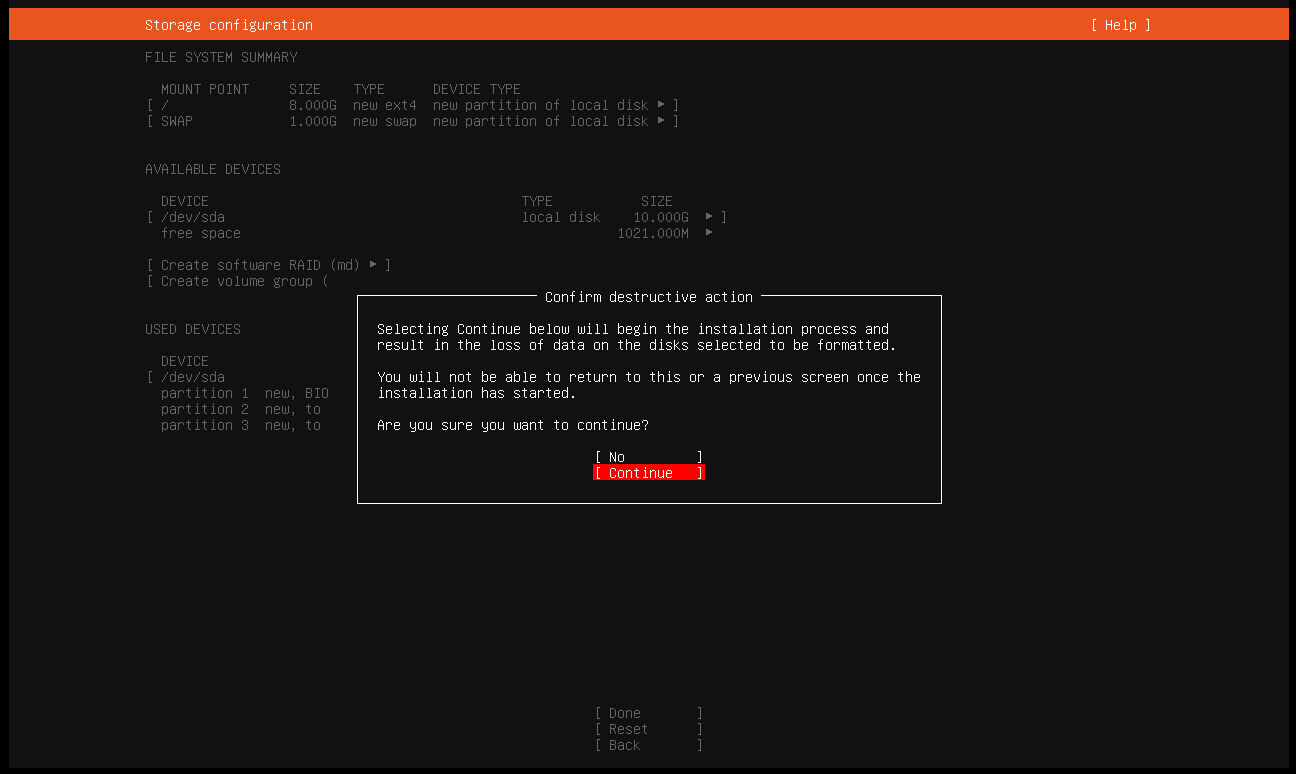 Storage configuration [ Help ]
FILE SYSTEM SUMMARY
MOUNT POINT SIZE TYPE DEVICE TYPE
[ / 8.000G new ext4 new partition of local disk ▸ ]
[ SWAP 1.000G new swap new partition of local disk ▸ ]
AVAILABLE DEVICES
DEVICE TYPE SIZE
[ /dev/sda local disk 10.000G ▸ ]
free space 1021.000M ▸
[ Create software RAID (md) ▸ ]
[ Create volume group (
Confirm destructive action
Selecting Continue below will begin the installation process and
result in the loss of data on the disks selected to be formatted.
You will not be able to return to this or a previous screen once the
installation has started.
Are you sure you want to continue?
[ No ]
[ Continue ]
USED DEVICES
DEVICE
[ /dev/sda
partition 1 new, BIO
partition 2 new, to
partition 3 new, to
[ Done ]
[ Reset ]
[ Back ]